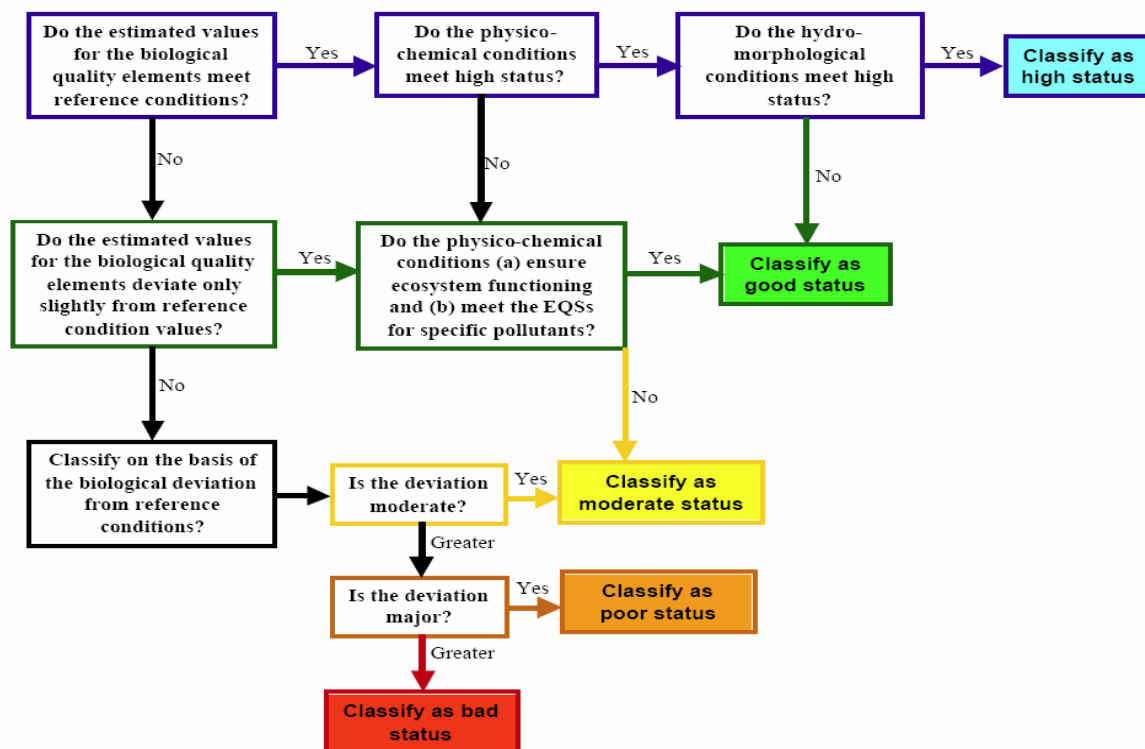 Do the estimated values
for the biological
quality elements meet
reference conditions?
Yes
Do the physico-
chemical conditions
meet high status?
Yes
Do the hydro-
morphological
conditions meet high
status?
Yes
Classify as
high status
No
No
No
Do the estimated values
for the biological quality
elements deviate only
slightly from reference
condition values?
Yes
Do the physico-chemical
conditions (a) ensure
ecosystem functioning
and (b) meet the EQSs
for specific pollutants?
Yes
Classify as
good status
No
No
Classify on the basis of
the biological deviation
from reference
conditions?
Is the deviation
moderate?
Yes
Classify as
moderate status
Greater
Is the deviation
major?
Yes
Classify as
poor status
Greater
Classify as bad
status